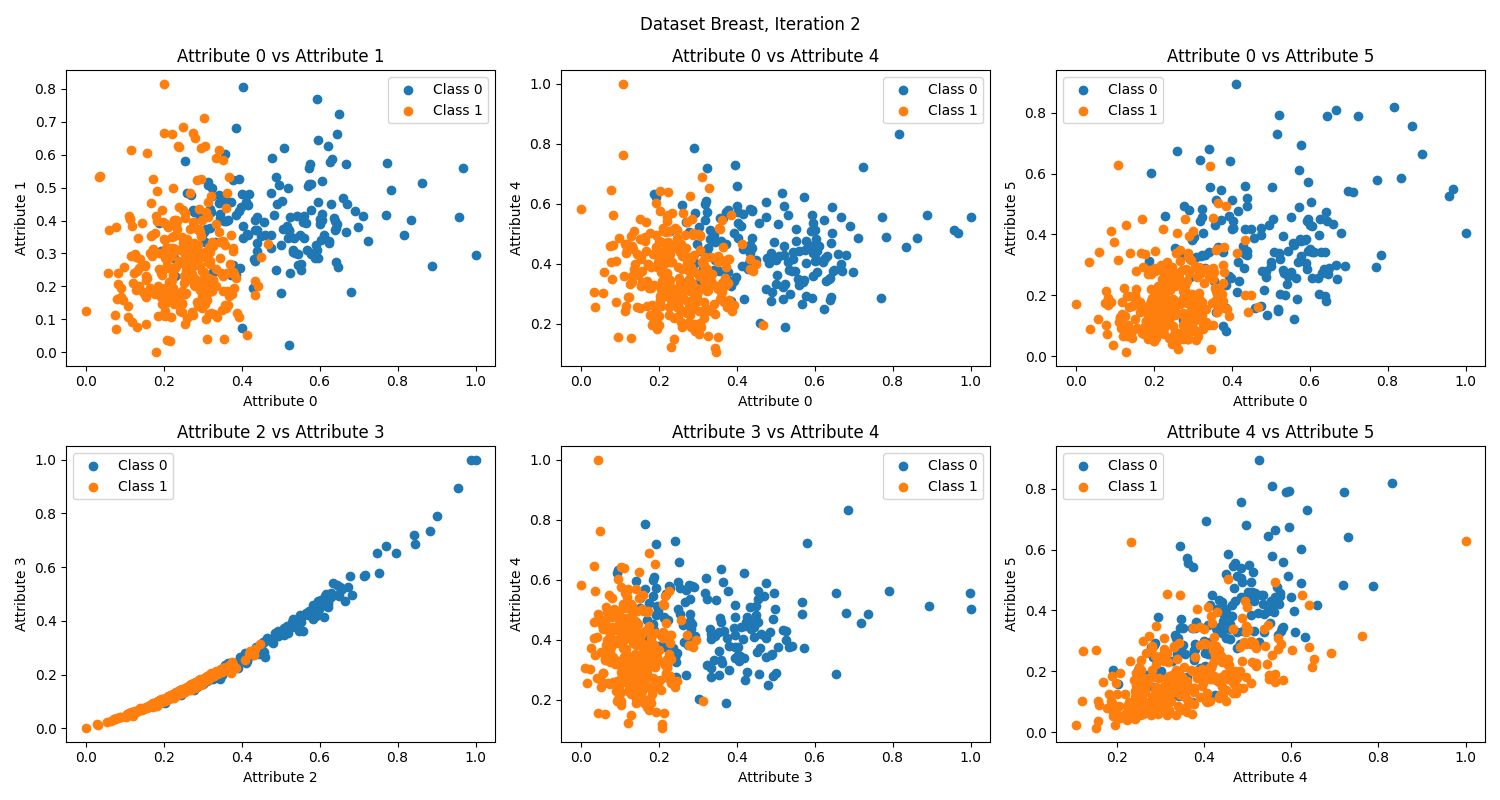 Dataset Breast, Iteration 2
Attribute 0 vs Attribute 1
Class 0
Class 1
Attribute 1
0.8
0.7
0.6
0.5
0.4
0.3
0.2
0.1
0.0
0.0 0.2 0.4 0.6 0.8 1.0
Attribute 0
Attribute 0 vs Attribute 4
Class 0
Class 1
Attribute 4
1.0
0.8
0.6
0.4
0.2
0.0 0.2 0.4 0.6 0.8 1.0
Attribute 0
Attribute 0 vs Attribute 5
Class 0
Class 1
Attribute 5
0.8
0.6
0.4
0.2
0.0
0.0 0.2 0.4 0.6 0.8 1.0
Attribute 0
Attribute 2 vs Attribute 3
Class 0
Class 1
Attribute 3
1.0
0.8
0.6
0.4
0.2
0.0
0.0 0.2 0.4 0.6 0.8 1.0
Attribute 2
Attribute 3 vs Attribute 4
Class 0
Class 1
Attribute 4
1.0
0.8
0.6
0.4
0.2
0.0 0.2 0.4 0.6 0.8 1.0
Attribute 3
Attribute 4 vs Attribute 5
Class 0
Class 1
Attribute 5
0.8
0.6
0.4
0.2
0.0
0.2 0.4 0.6 0.8 1.0
Attribute 4